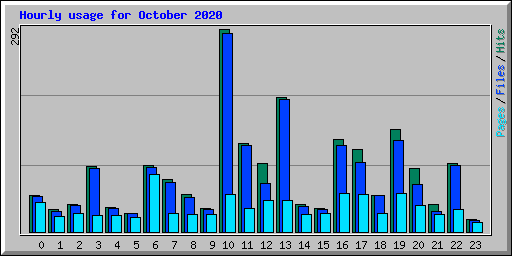 Hourly usage for October 2020
292
Pages/Files/Hits
0 1 2 3 4 5 6 7 8 9 10 11 12 13 14 15 16 17 18 19 20 21 22 23